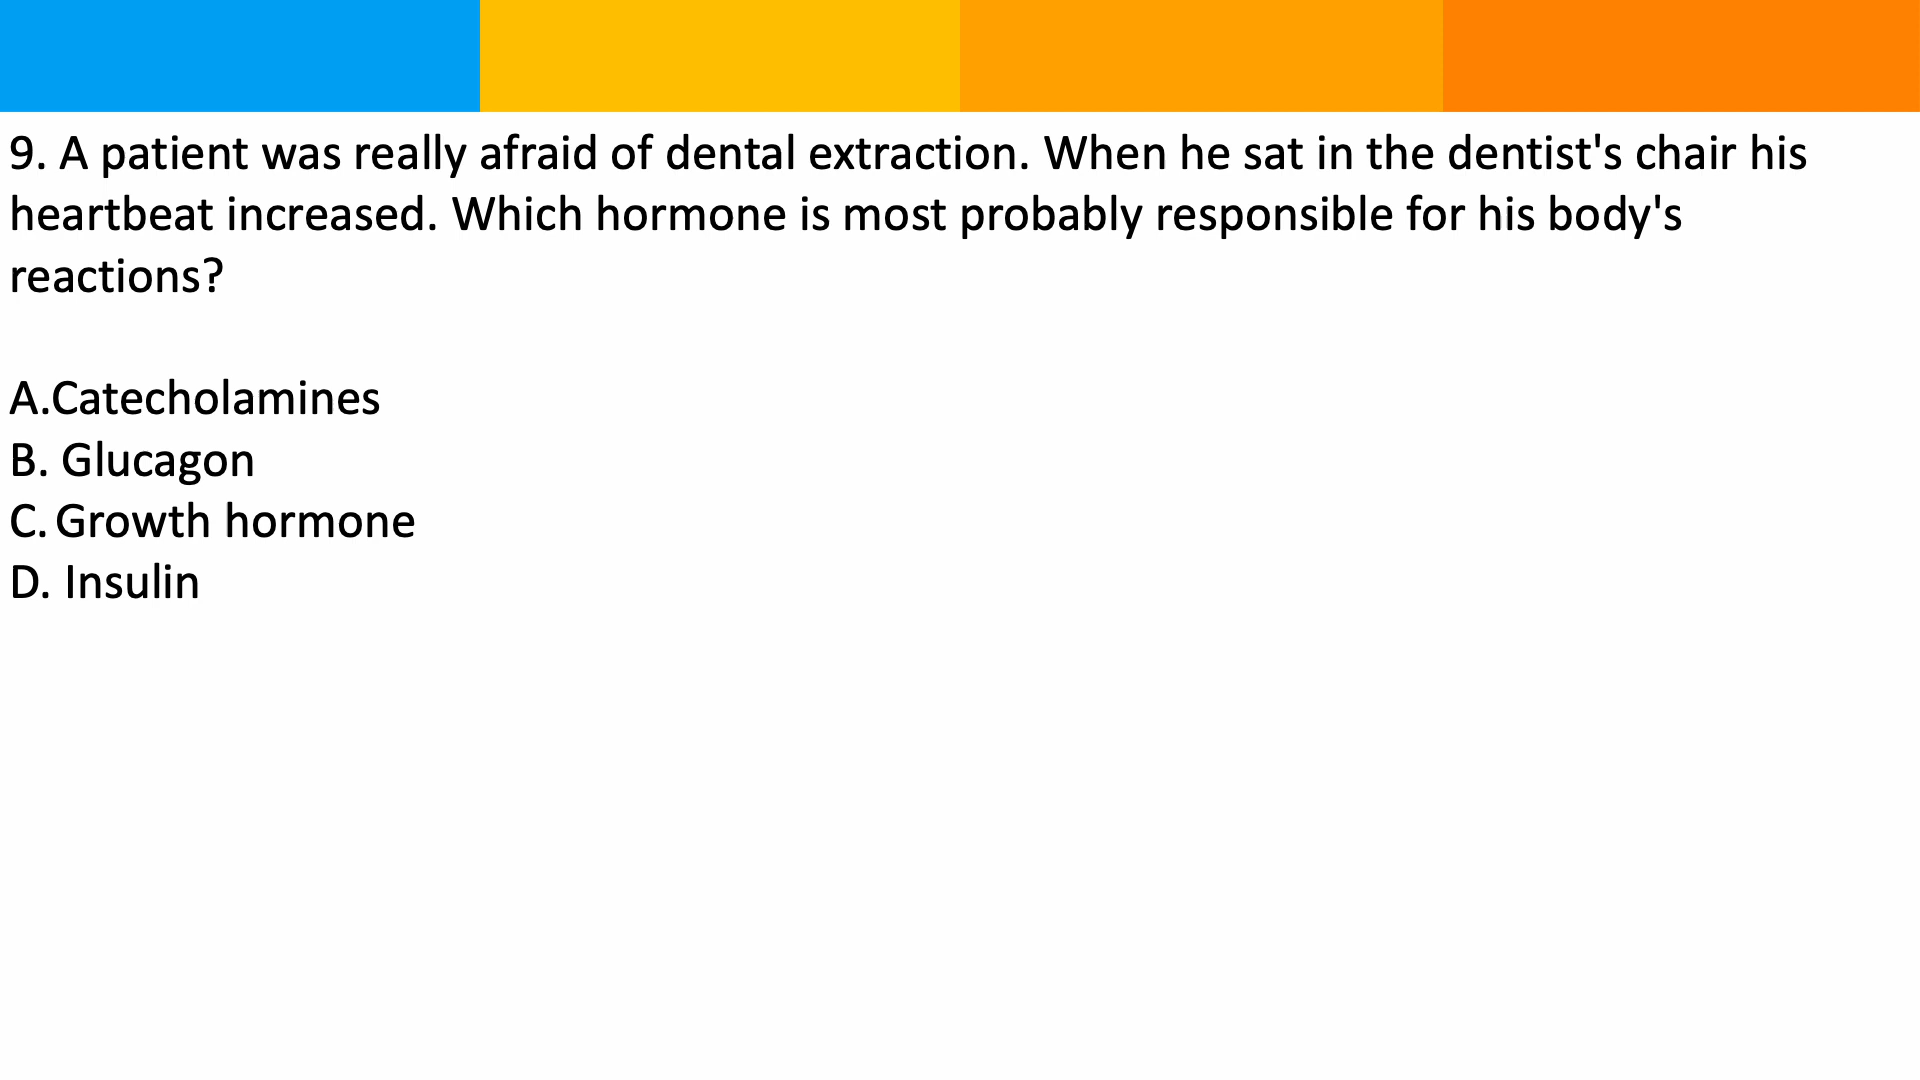 9. A patient was really afraid of dental extraction. When he sat in the dentist's chair his
heartbeat increased. Which hormone is most probably responsible for his body's
reactions?
A.Catecholamines
B. Glucagon
C. Growth hormone
D. Insulin